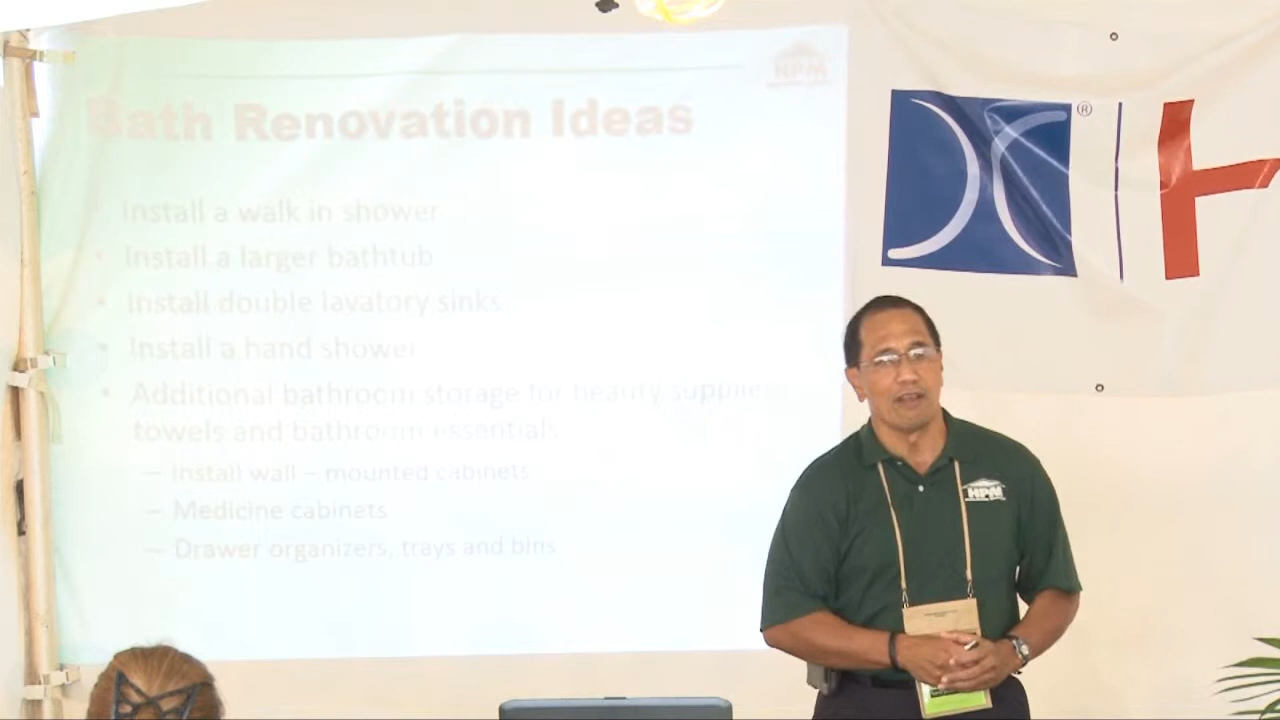 HPM
Bath Renovation Ideas
Install a walk in shower
• Install a larger bathtub
• Install double lavatory sinks
• Install a hand shower
• Additional bathroom storage for beauty supplies,
towels and bathroom essentials
– Install wall – mounted cabinets
– Medicine cabinets
– Drawer organizers, trays and bins
®
H
HPM